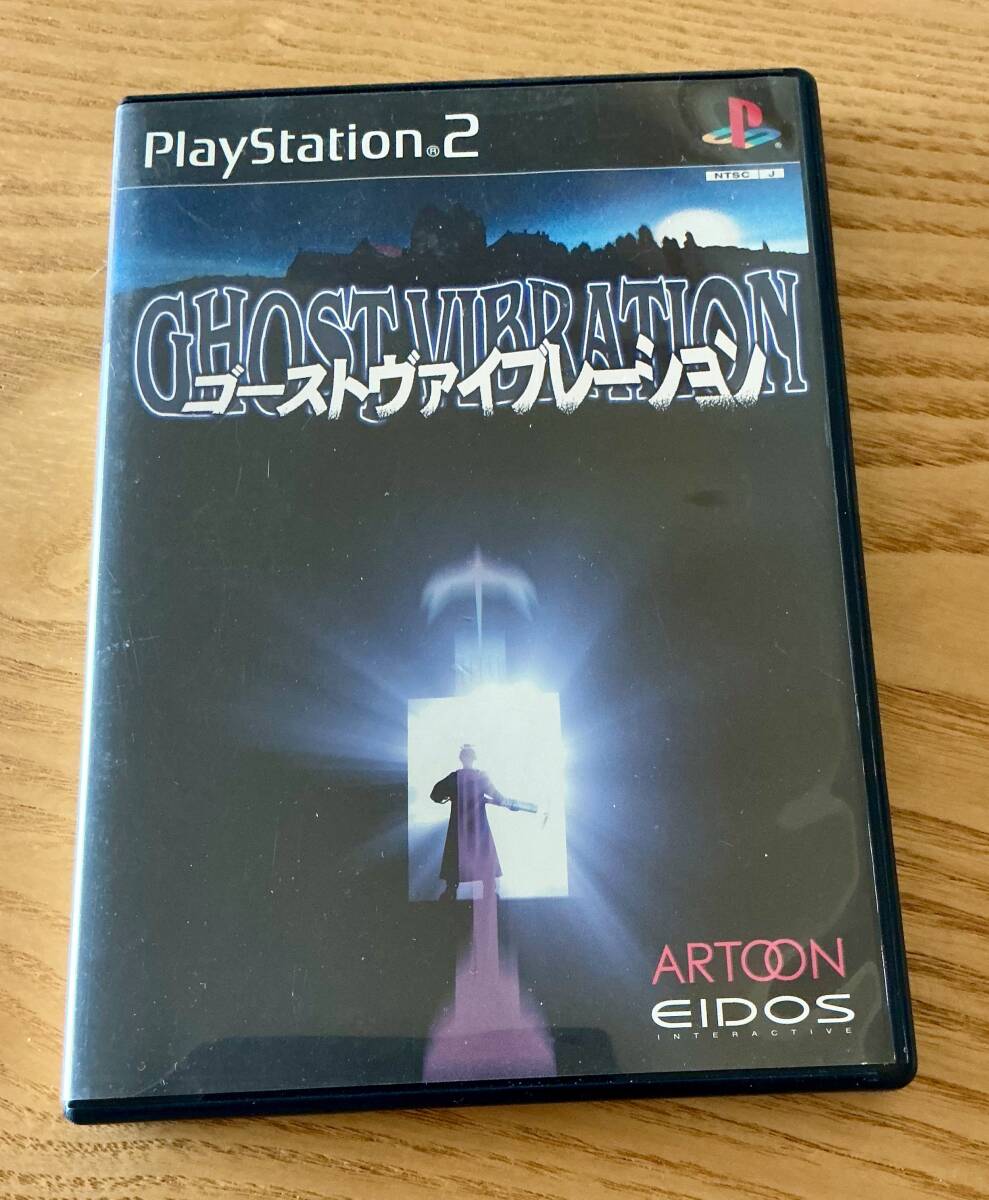 PlayStation®2
NTSC J
GHOST VIBRATION
ゴーストヴァイブレーション
ARTOON
EIDOS
INTERACTIVE